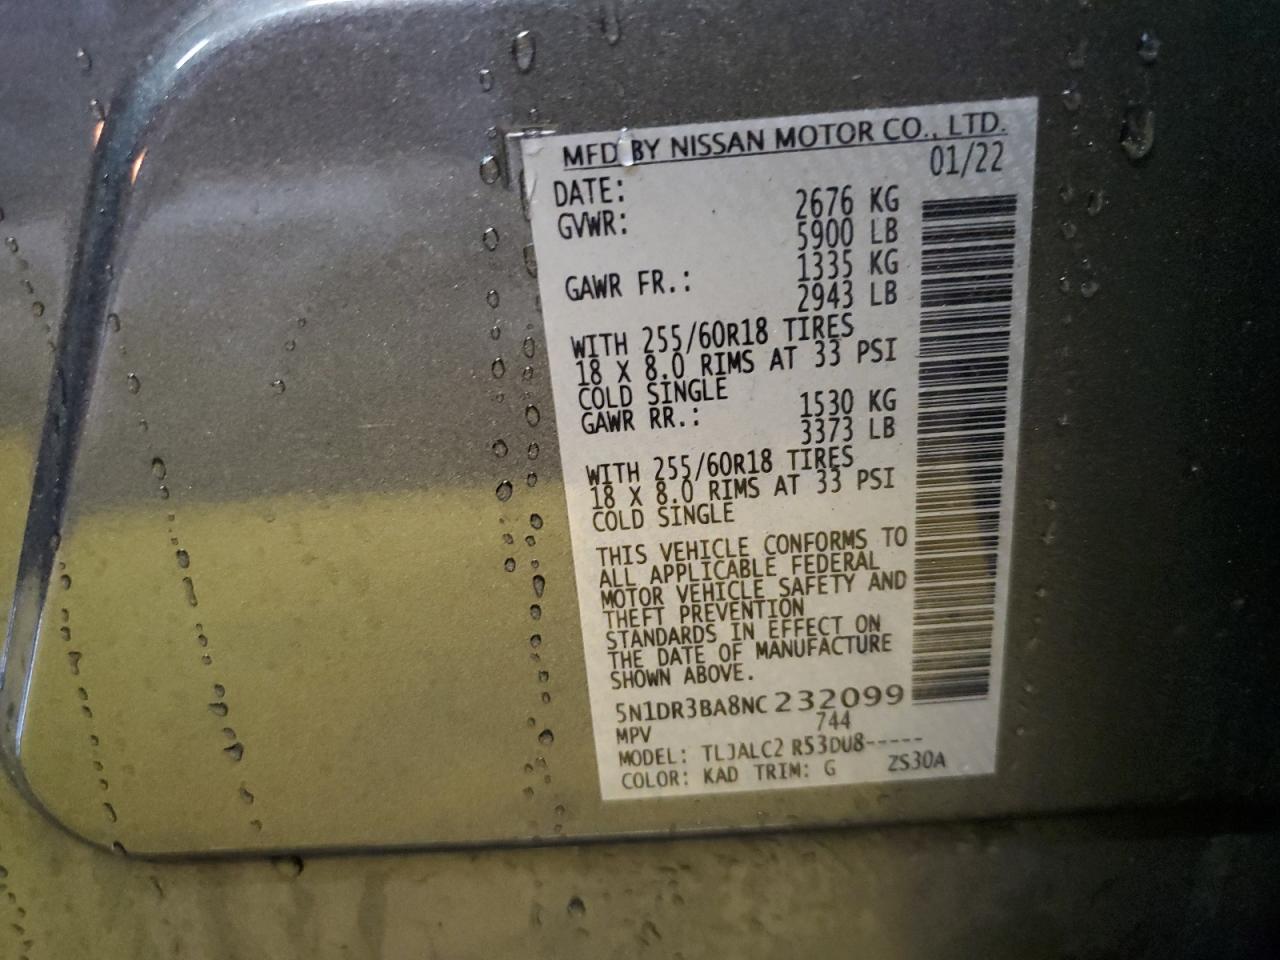 MFD BY NISSAN MOTOR CO., LTD.
DATE: 01/22
GVWR: 2676 KG
5900 LB
GAWR FR.: 1335 KG
2943 LB
WITH 255/60R18 TIRES
18 X 8.0 RIMS AT 33 PSI
COLD SINGLE
GAWR RR.: 1530 KG
3373 LB
WITH 255/60R18 TIRES
18 X 8.0 RIMS AT 33 PSI
COLD SINGLE
THIS VEHICLE CONFORMS TO
ALL APPLICABLE FEDERAL
MOTOR VEHICLE SAFETY AND
THEFT PREVENTION
STANDARDS IN EFFECT ON
THE DATE OF MANUFACTURE
SHOWN ABOVE.
5N1DR3BA8NC232099
MPV 744
MODEL: TLJALC2 R53DU8-----
COLOR: KAD TRIM: G ZS30A